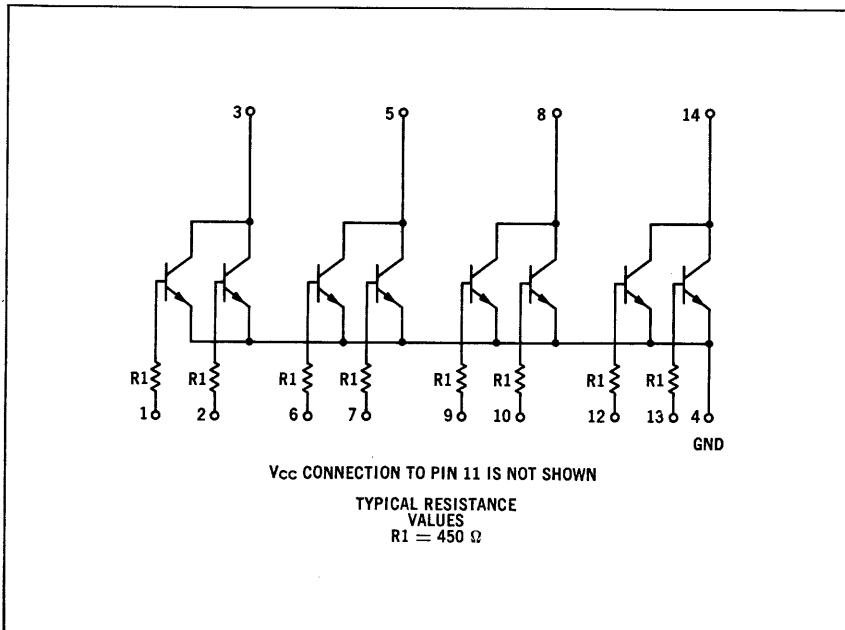 3 5 8 14
R1 R1 R1 R1 R1 R1 R1 R1
1 2 6 7 9 10 12 13 4
GND
VCC CONNECTION TO PIN 11 IS NOT SHOWN
TYPICAL RESISTANCE
VALUES
R1 = 450 Ω